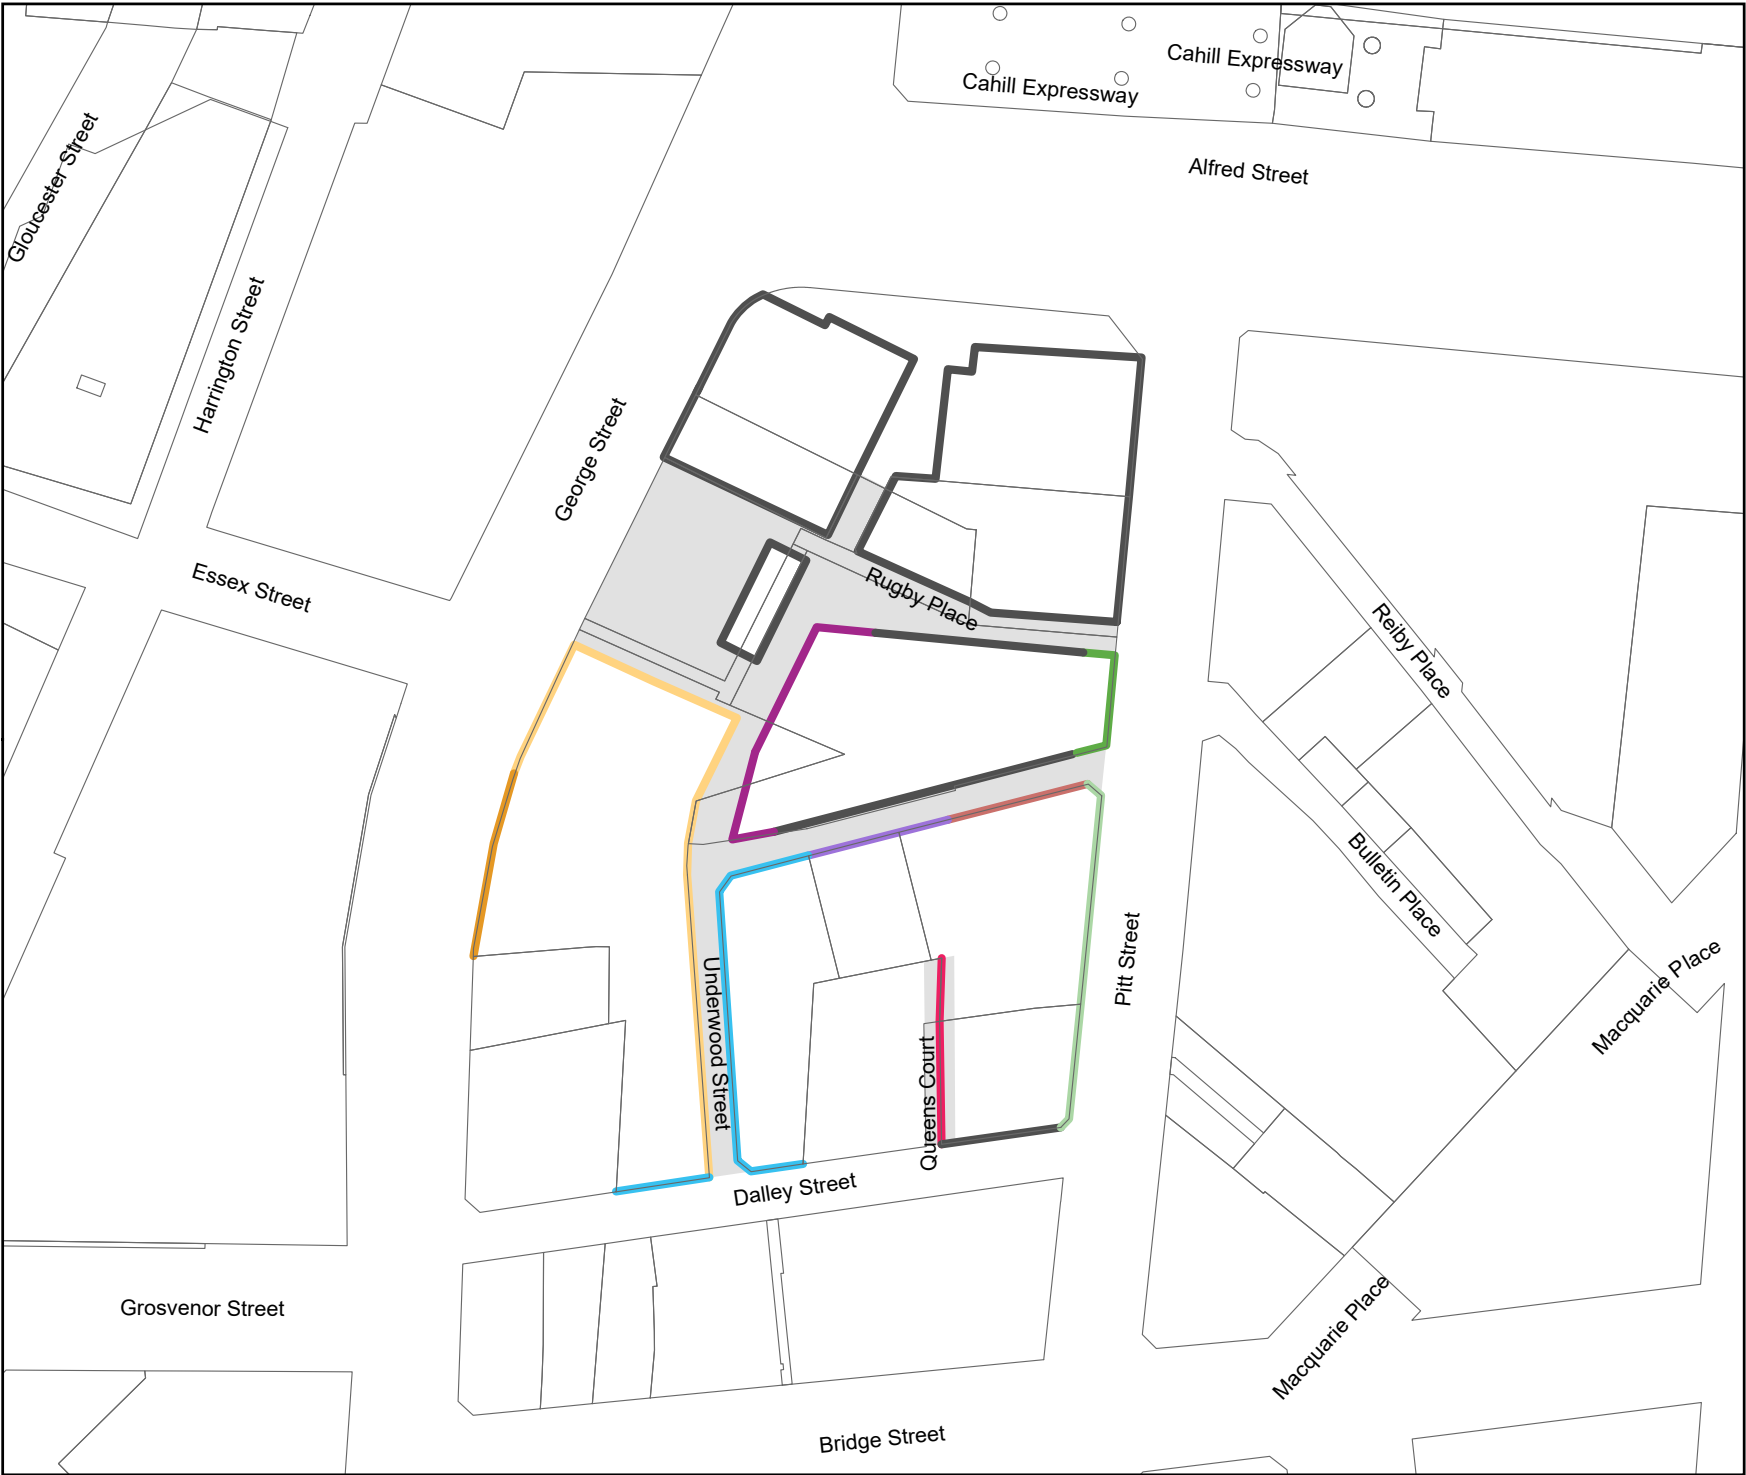 Cahill Expressway
Cahill Expressway
Alfred Street
Gloucester Street
Harrington Street
George Street
Essex Street
Rugby Place
Reiby Place
Bulletin Place
Pitt Street
Underwood Street
Queens Court
Macquarie Place
Dalley Street
Grosvenor Street
Macquarie Place
Bridge Street